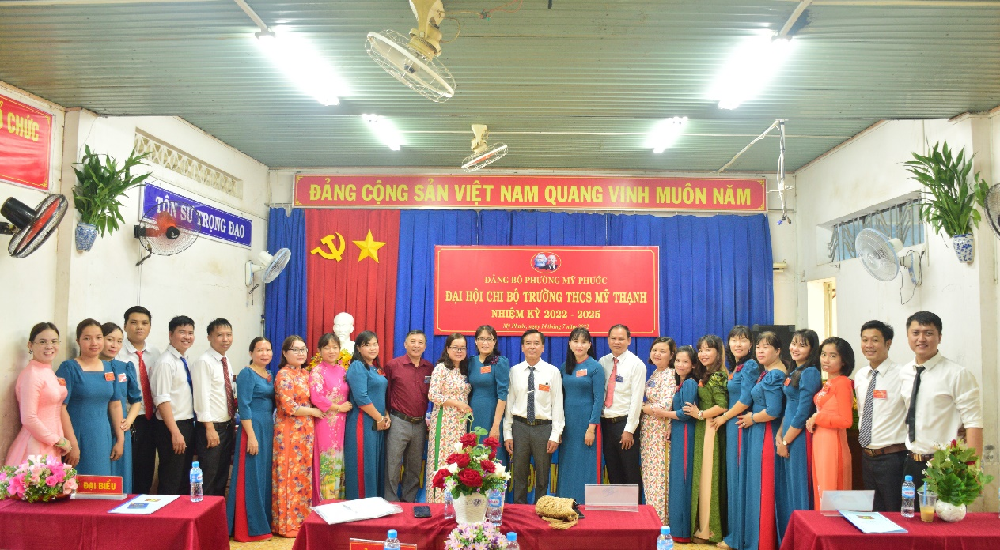 Ổ CHỨC
TÔN SƯ TRỌNG ĐẠO
ĐẢNG CỘNG SẢN VIỆT NAM QUANG VINH MUÔN NĂM
ĐẢNG BỘ PHƯỜNG MỸ PHƯỚC
ĐẠI HỘI CHI BỘ TRƯỜNG THCS MỸ THẠNH
NHIỆM KỲ 2022 - 2025
Mỹ Phước, ngày 14 tháng 7 năm 2022
ĐẠI BIỂU